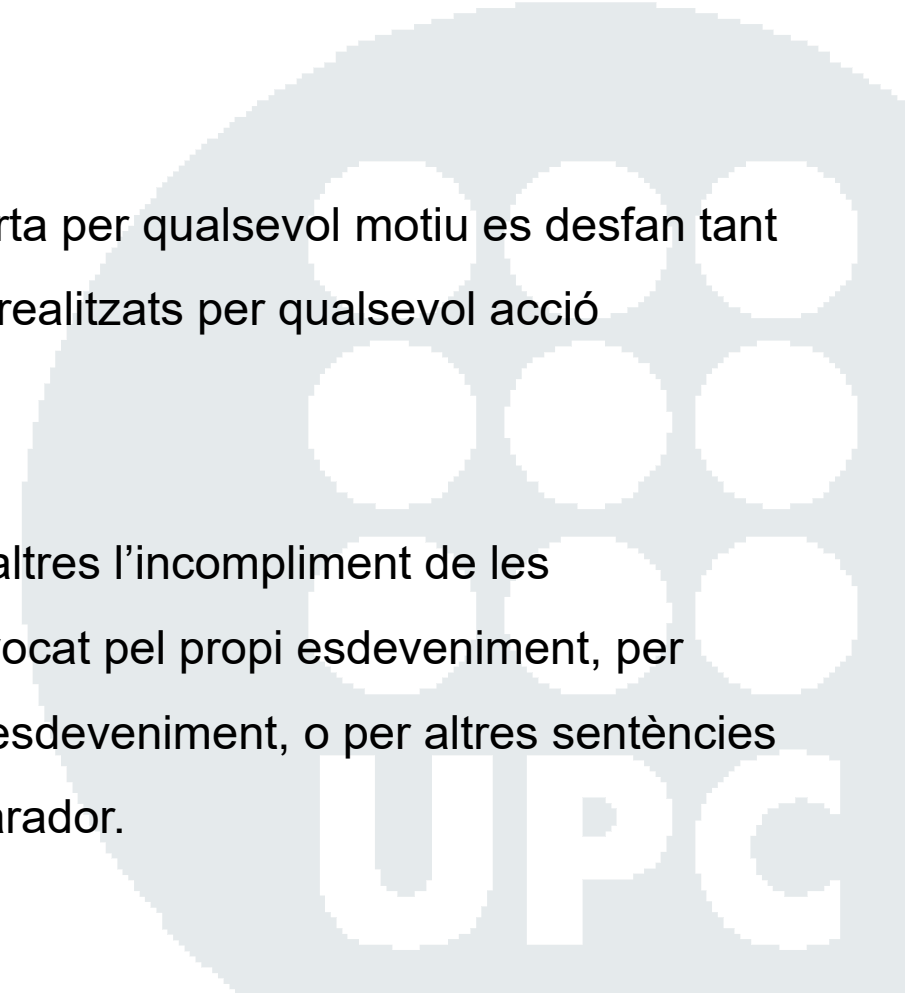 rta per qualsevol motiu es desfan tant
realitzats per qualsevol acció
altres l’incompliment de les
vocat pel propi esdeveniment, per
esdeveniment, o per altres sentències
arador.
UPC